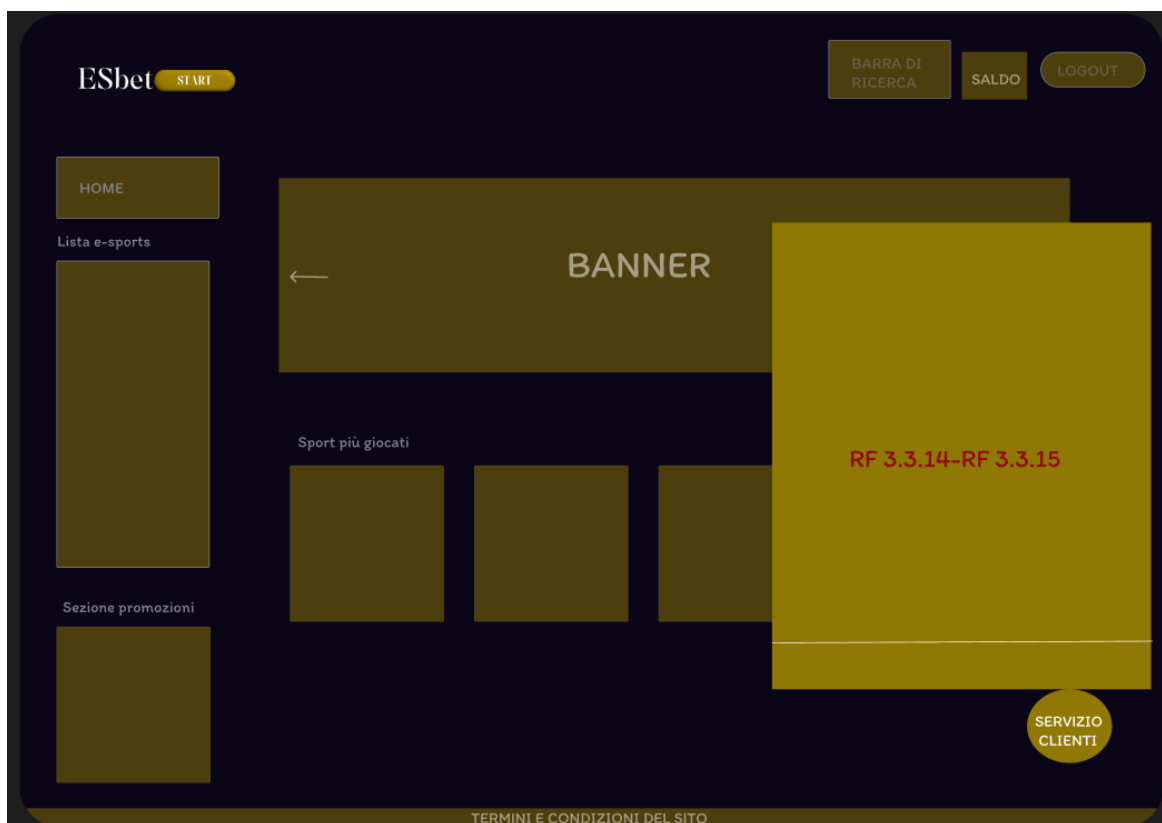 ESbet START
BARRA DI
RICERCA
SALDO
LOGOUT
HOME
Lista e-sports
BANNER
Sport più giocati
RF 3.3.14-RF 3.3.15
Sezione promozioni
SERVIZIO
CLIENTI
TERMINI E CONDIZIONI DEL SITO